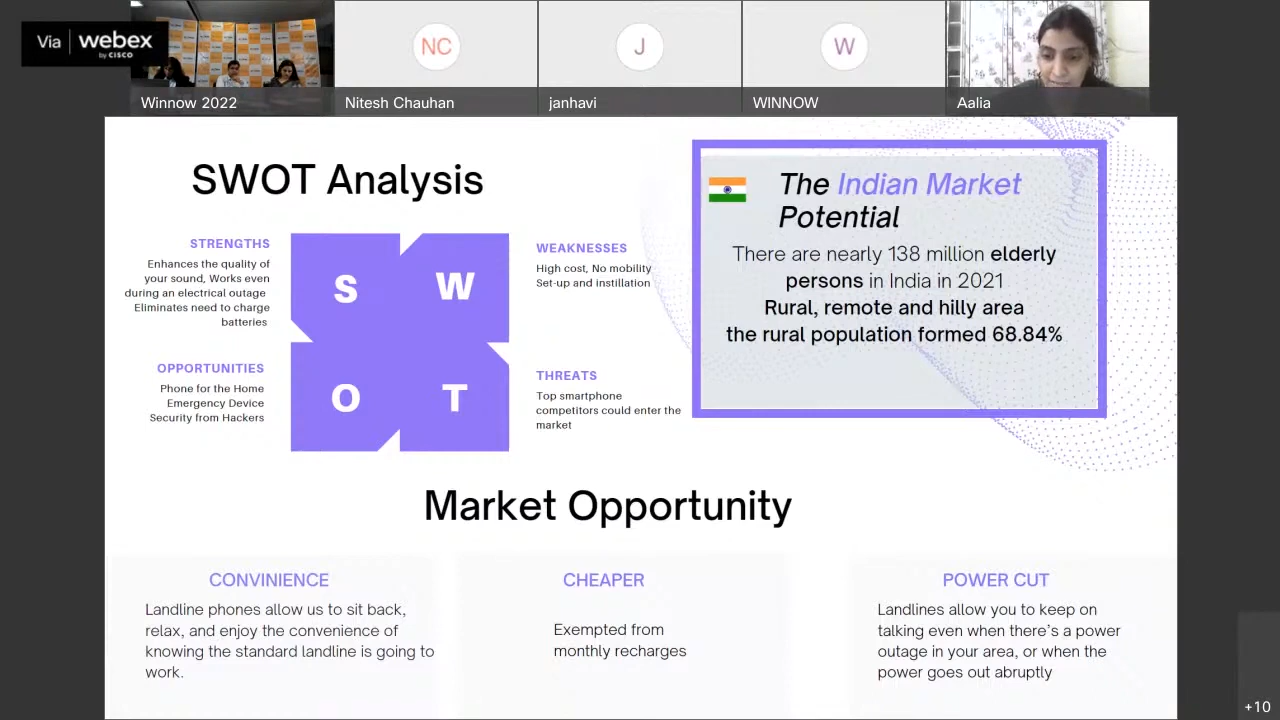 Via webex
by CISCO
Winnow 2022
NC
Nitesh Chauhan
J
janhavi
W
WINNOW
Aalia
SWOT Analysis
STRENGTHS
Enhances the quality of
your sound, Works even
during an electrical outage
Eliminates need to charge
batteries
S
W
WEAKNESSES
High cost, No mobility
Set-up and instillation
OPPORTUNITIES
Phone for the Home
Emergency Device
Security from Hackers
O
T
THREATS
Top smartphone
competitors could enter the
market
The Indian Market
Potential
There are nearly 138 million elderly
persons in India in 2021
Rural, remote and hilly area
the rural population formed 68.84%
Market Opportunity
CONVINIENCE
Landline phones allow us to sit back,
relax, and enjoy the convenience of
knowing the standard landline is going to
work.
CHEAPER
Exempted from
monthly recharges
POWER CUT
Landlines allow you to keep on
talking even when there's a power
outage in your area, or when the
power goes out abruptly
+10